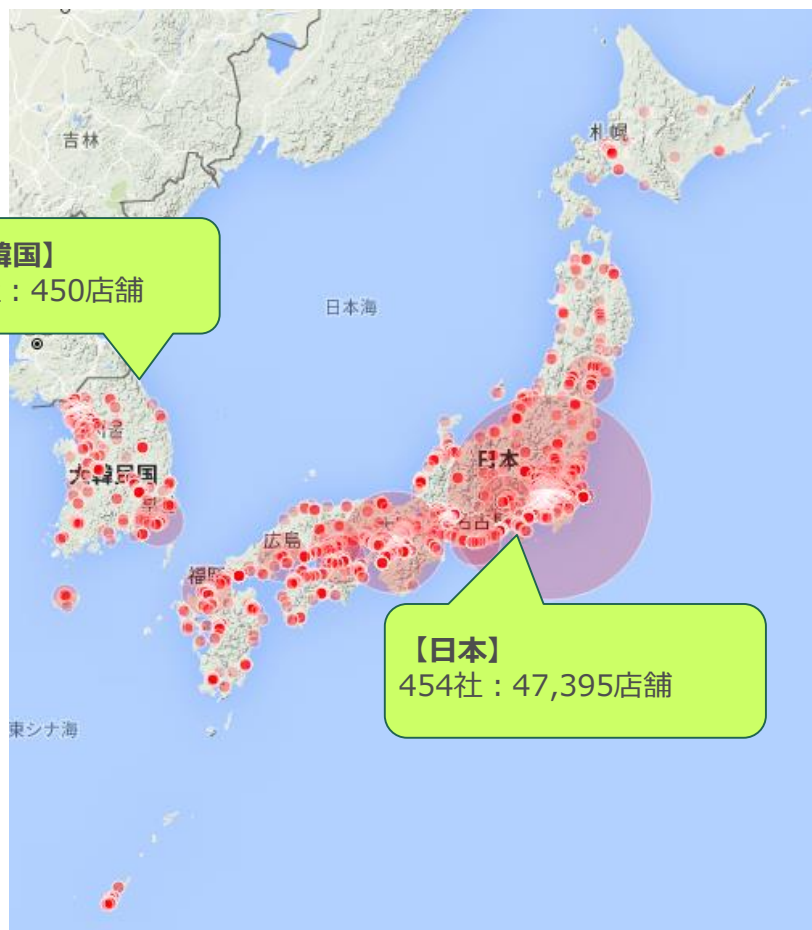 吉林
札幌
韓国】
：450店舗
日本海
大韓民国
日本
名古屋
広島
福岡
【日本】
454社：47,395店舗
東シナ海